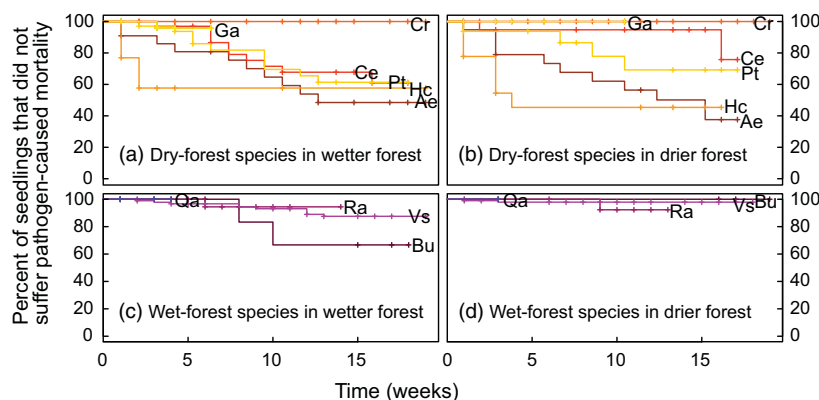 Percent of seedlings that did not
suffer pathogen-caused mortality
100
80
60
40
20
0
Ga
Cr
Ce
Pt
Hc
Ae
(a) Dry-forest species in wetter forest
Ga
Cr
Ce
Pt
Hc
Ae
(b) Dry-forest species in drier forest
100
80
60
40
20
0
100
80
60
40
20
0
Qa
Ra
Vs
Bu
(c) Wet-forest species in wetter forest
Qa
Ra
Vs
Bu
(d) Wet-forest species in drier forest
100
80
60
40
20
0
0 5 10 15
0 5 10 15
Time (weeks)